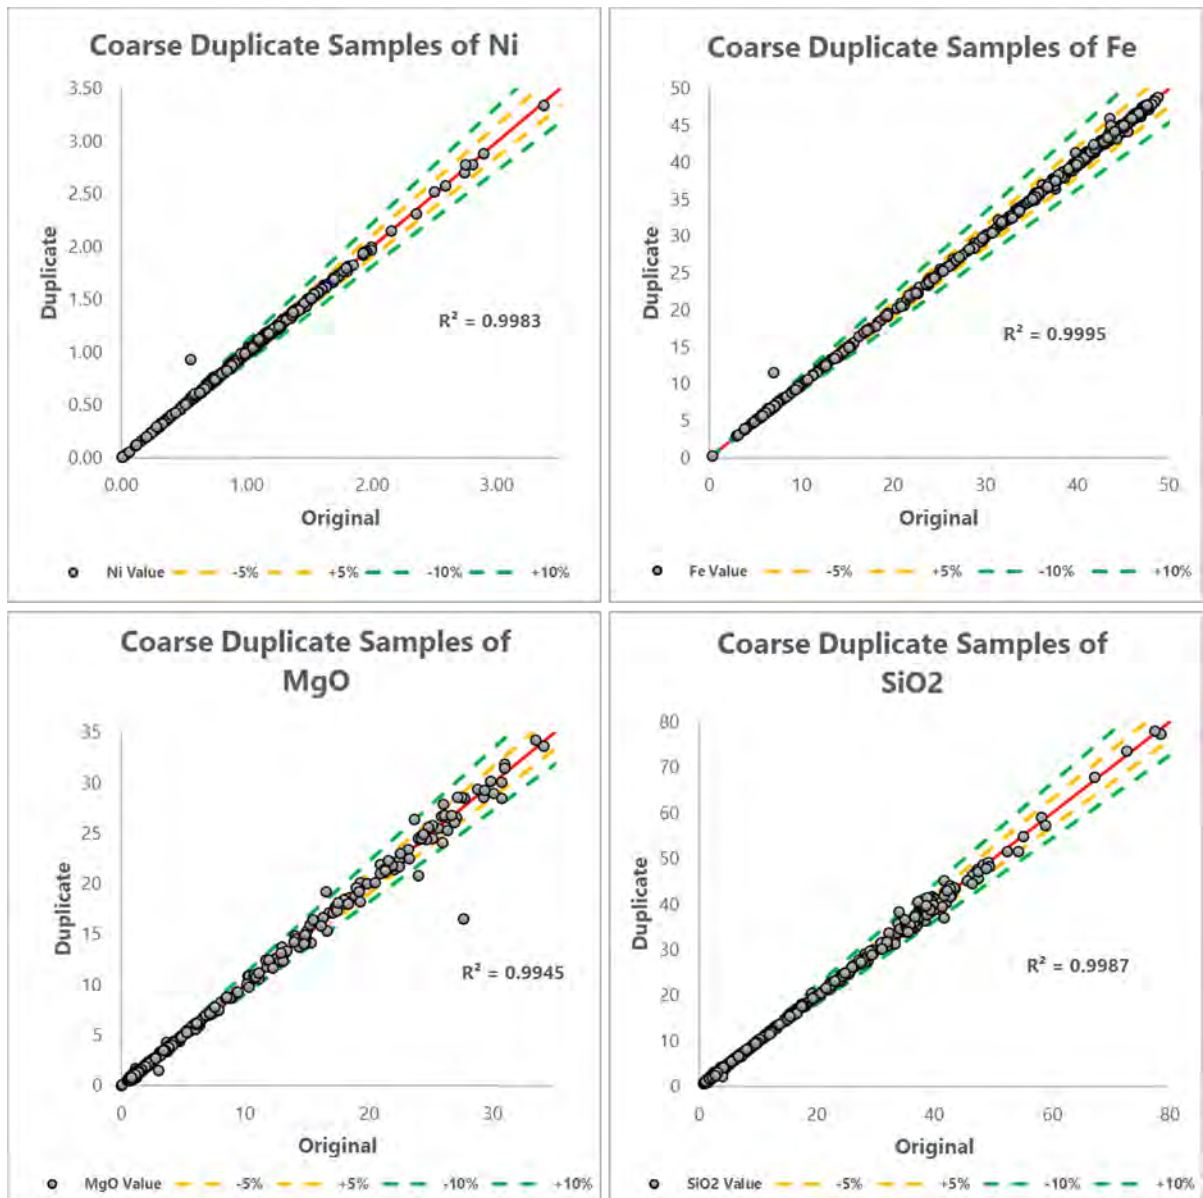 Coarse Duplicate Samples of Ni
3.50
3.00
2.50
2.00
1.50
1.00
0.50
0.00
Duplicate
R² = 0.9983
0.00 1.00 2.00 3.00
Original
Ni Value -5% +5% -10% +10%
Coarse Duplicate Samples of Fe
50
45
40
35
30
25
20
15
10
5
0
Duplicate
R² = 0.9995
0 10 20 30 40 50
Original
Fe Value -5% +5% -10% +10%
Coarse Duplicate Samples of
MgO
35
30
25
20
15
10
5
0
Duplicate
R² = 0.9945
0 10 20 30
Original
MgO Value -5% +5% -10% +10%
Coarse Duplicate Samples of
SiO2
80
70
60
50
40
30
20
10
0
Duplicate
R² = 0.9987
0 20 40 60 80
Original
SiO2 Value -5% +5% -10% +10%